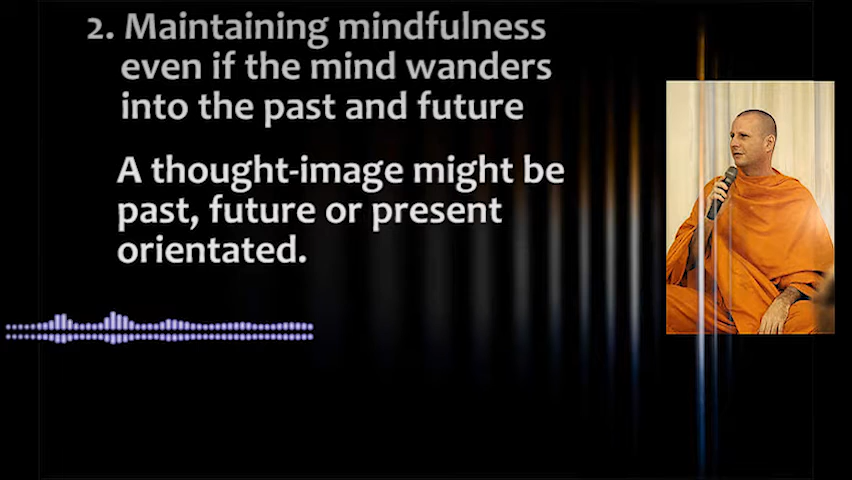 2. Maintaining mindfulness
even if the mind wanders
into the past and future
A thought-image might be
past, future or present
orientated.